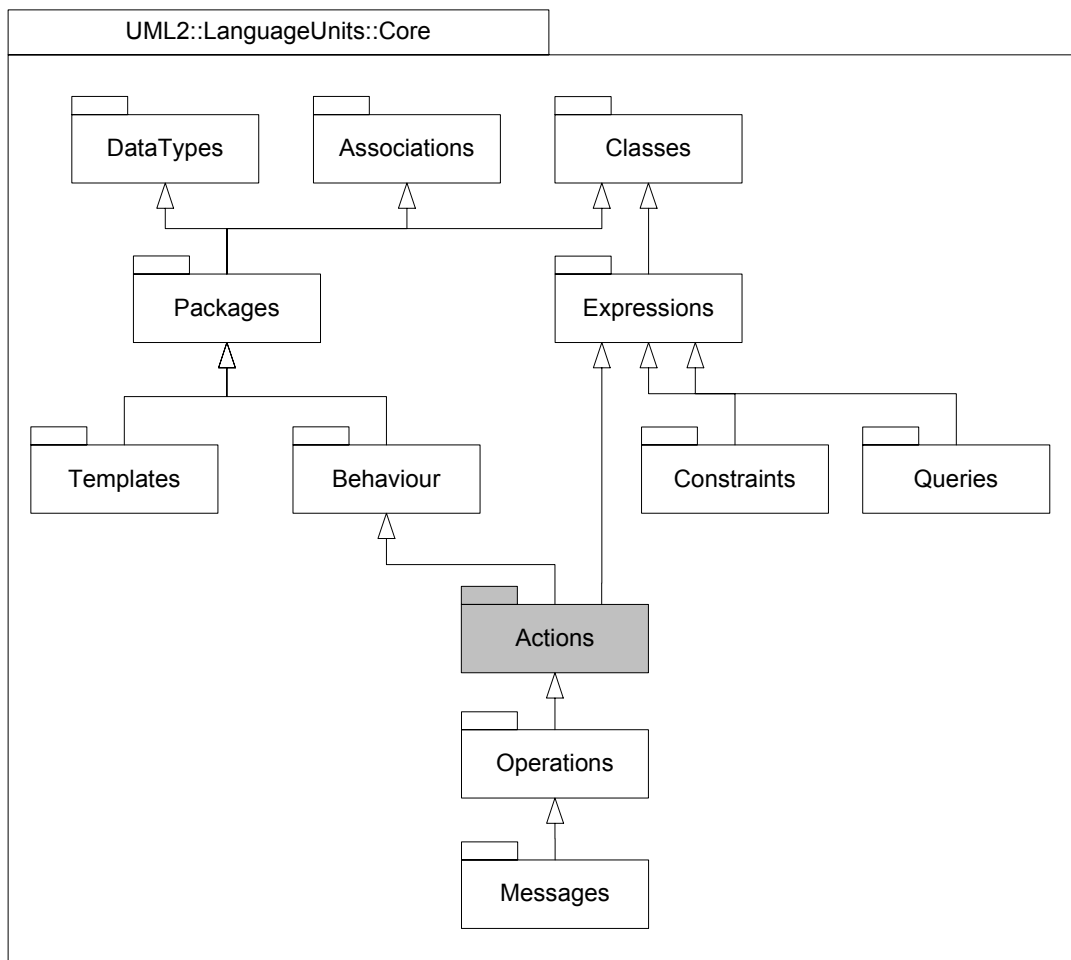 UML2::LanguageUnits::Core
DataTypes
Associations
Classes
Packages
Expressions
Templates
Behaviour
Constraints
Queries
Actions
Operations
Messages